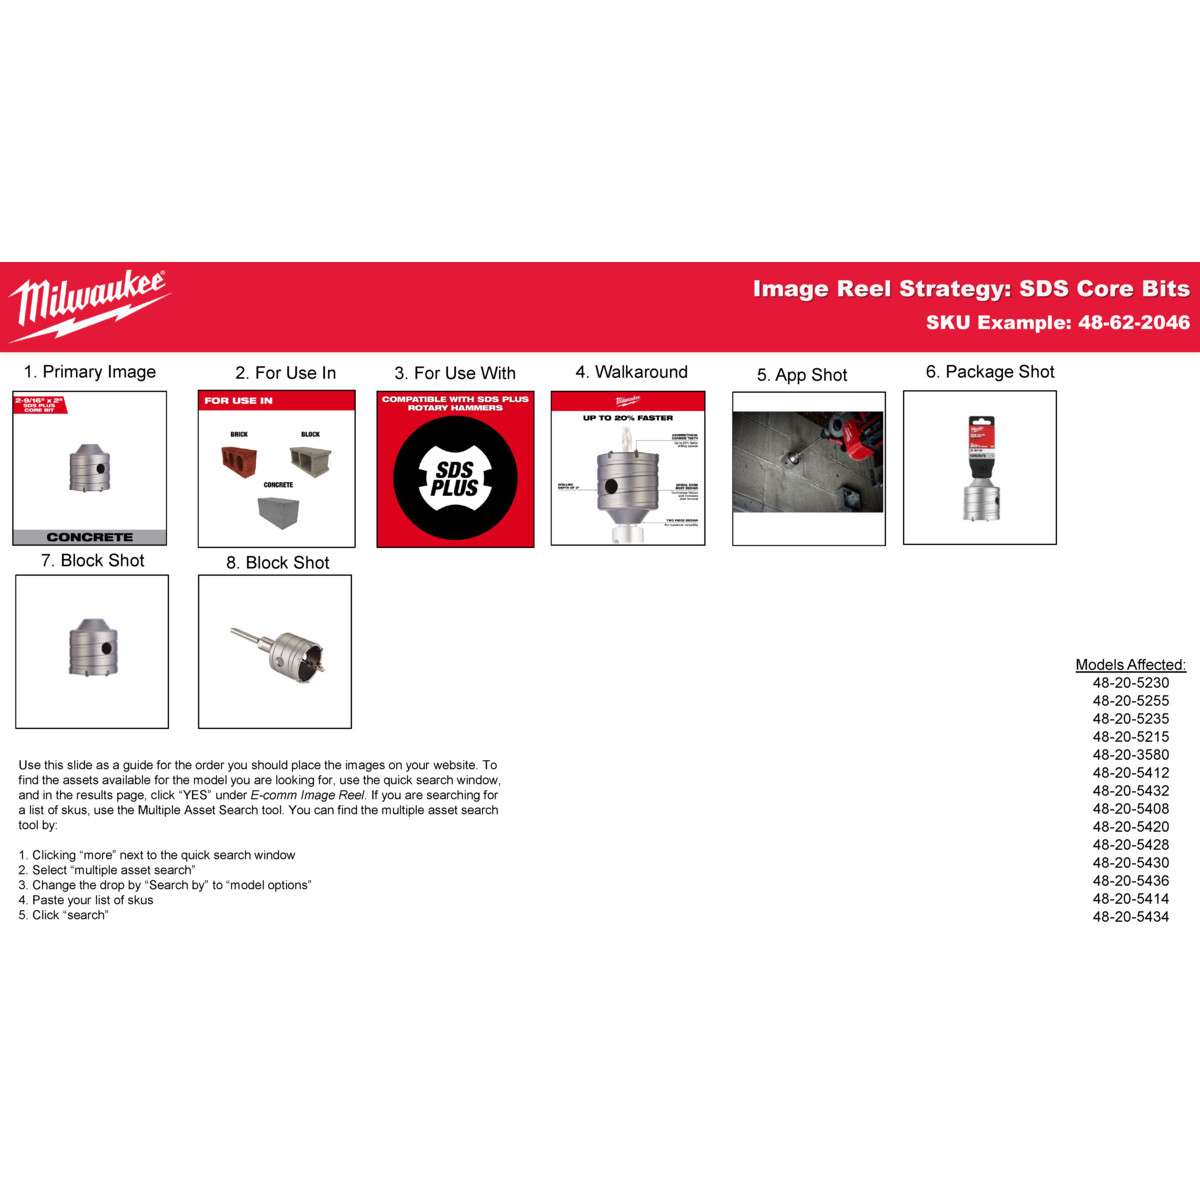 Milwaukee
Image Reel Strategy: SDS Core Bits
SKU Example: 48-62-2046
1. Primary Image
2. For Use In
3. For Use With
4. Walkaround
5. App Shot
6. Package Shot
2-9/16" x 2"
SDS PLUS
CORE BIT
CONCRETE
FOR USE IN
BRICK
BLOCK
CONCRETE
COMPATIBLE WITH SDS PLUS
ROTARY HAMMERS
SDS
PLUS
Milwaukee
UP TO 20% FASTER
Milwaukee
7. Block Shot
8. Block Shot
Models Affected:
48-20-5230
48-20-5255
48-20-5235
48-20-5215
48-20-3580
48-20-5412
48-20-5432
48-20-5408
48-20-5420
48-20-5428
48-20-5430
48-20-5436
48-20-5414
48-20-5434
Use this slide as a guide for the order you should place the images on your website. To
find the assets available for the model you are looking for, use the quick search window,
and in the results page, click “YES” under E-comm Image Reel. If you are searching for
a list of skus, use the Multiple Asset Search tool. You can find the multiple asset search
tool by:
1. Clicking “more” next to the quick search window
2. Select “multiple asset search”
3. Change the drop by “Search by” to “model options”
4. Paste your list of skus
5. Click “search”